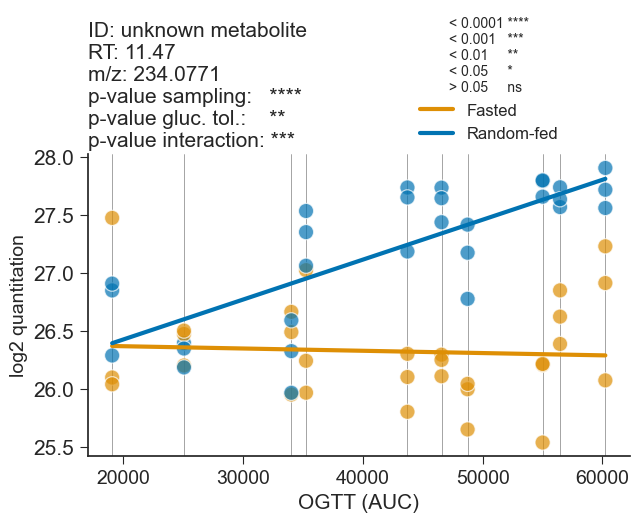 ID: unknown metabolite
RT: 11.47
m/z: 234.0771
p-value sampling: ****
p-value gluc. tol.: **
p-value interaction: ***
< 0.0001 ****
< 0.001 ***
< 0.01 **
< 0.05 *
> 0.05 ns
Fasted
Random-fed
28.0
27.5
27.0
26.5
26.0
25.5
log2 quantitation
20000 30000 40000 50000 60000
OGTT (AUC)